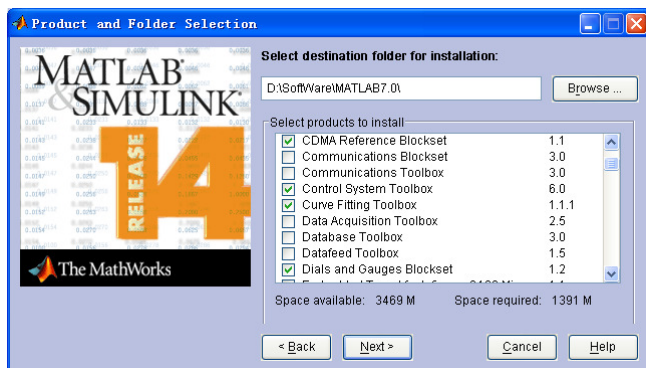 Product and Folder Selection
MATLAB
&SIMULINK
RELEASE
14
The MathWorks
Select destination folder for installation:
D:\SoftWare\MATLAB7.0\
Browse ...
Select products to install
CDMA Reference Blockset 1.1
Communications Blockset 3.0
Communications Toolbox 3.0
Control System Toolbox 6.0
Curve Fitting Toolbox 1.1.1
Data Acquisition Toolbox 2.5
Database Toolbox 3.0
Datafeed Toolbox 1.5
Dials and Gauges Blockset 1.2
Space available: 3469 M Space required: 1391 M
< Back
Next >
Cancel
Help